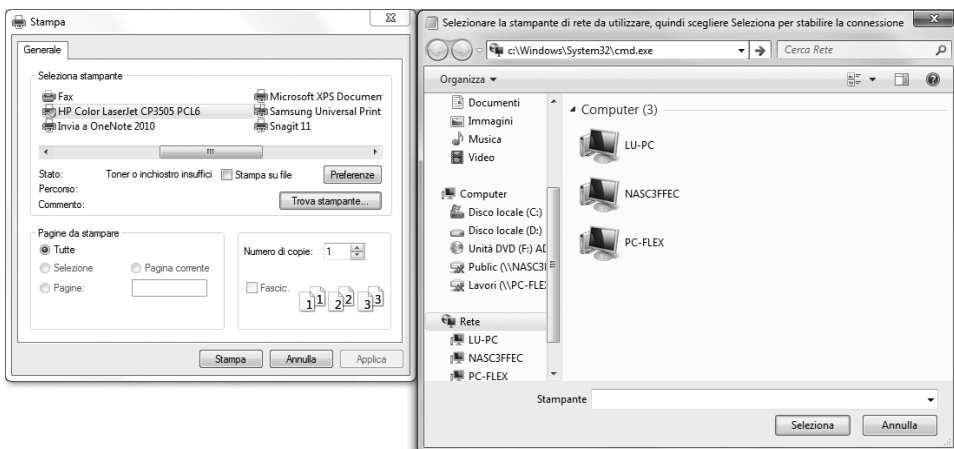 Stampa
Generale
Seleziona stampante
Fax
Microsoft XPS Documen
HP Color LaserJet CP3505 PCL6
Samsung Universal Print
Invia a OneNote 2010
Snagit 11
Stato: Toner o inchiostro insuffici
Stampa su file
Preferenze
Percorso:
Commento:
Trova stampante...
Pagine da stampare
Tutte
Selezione
Pagina corrente
Pagine:
Numero di copie: 1
Fascic.
1 1 2 2 3 3
Stampa
Annulla
Applica
Selezionare la stampante di rete da utilizzare, quindi scegliere Seleziona per stabilire la connessione
c:\Windows\System32\cmd.exe
Cerca Rete
Organizza
Documenti
Immagini
Musica
Video
Computer
Disco locale (C:)
Disco locale (D:)
Unità DVD (F:) AD
Public (\\NASC3
Lavori (\\PC-FLE
Rete
LU-PC
NASC3FFEC
PC-FLEX
Computer (3)
LU-PC
NASC3FFEC
PC-FLEX
Stampante
Seleziona
Annulla